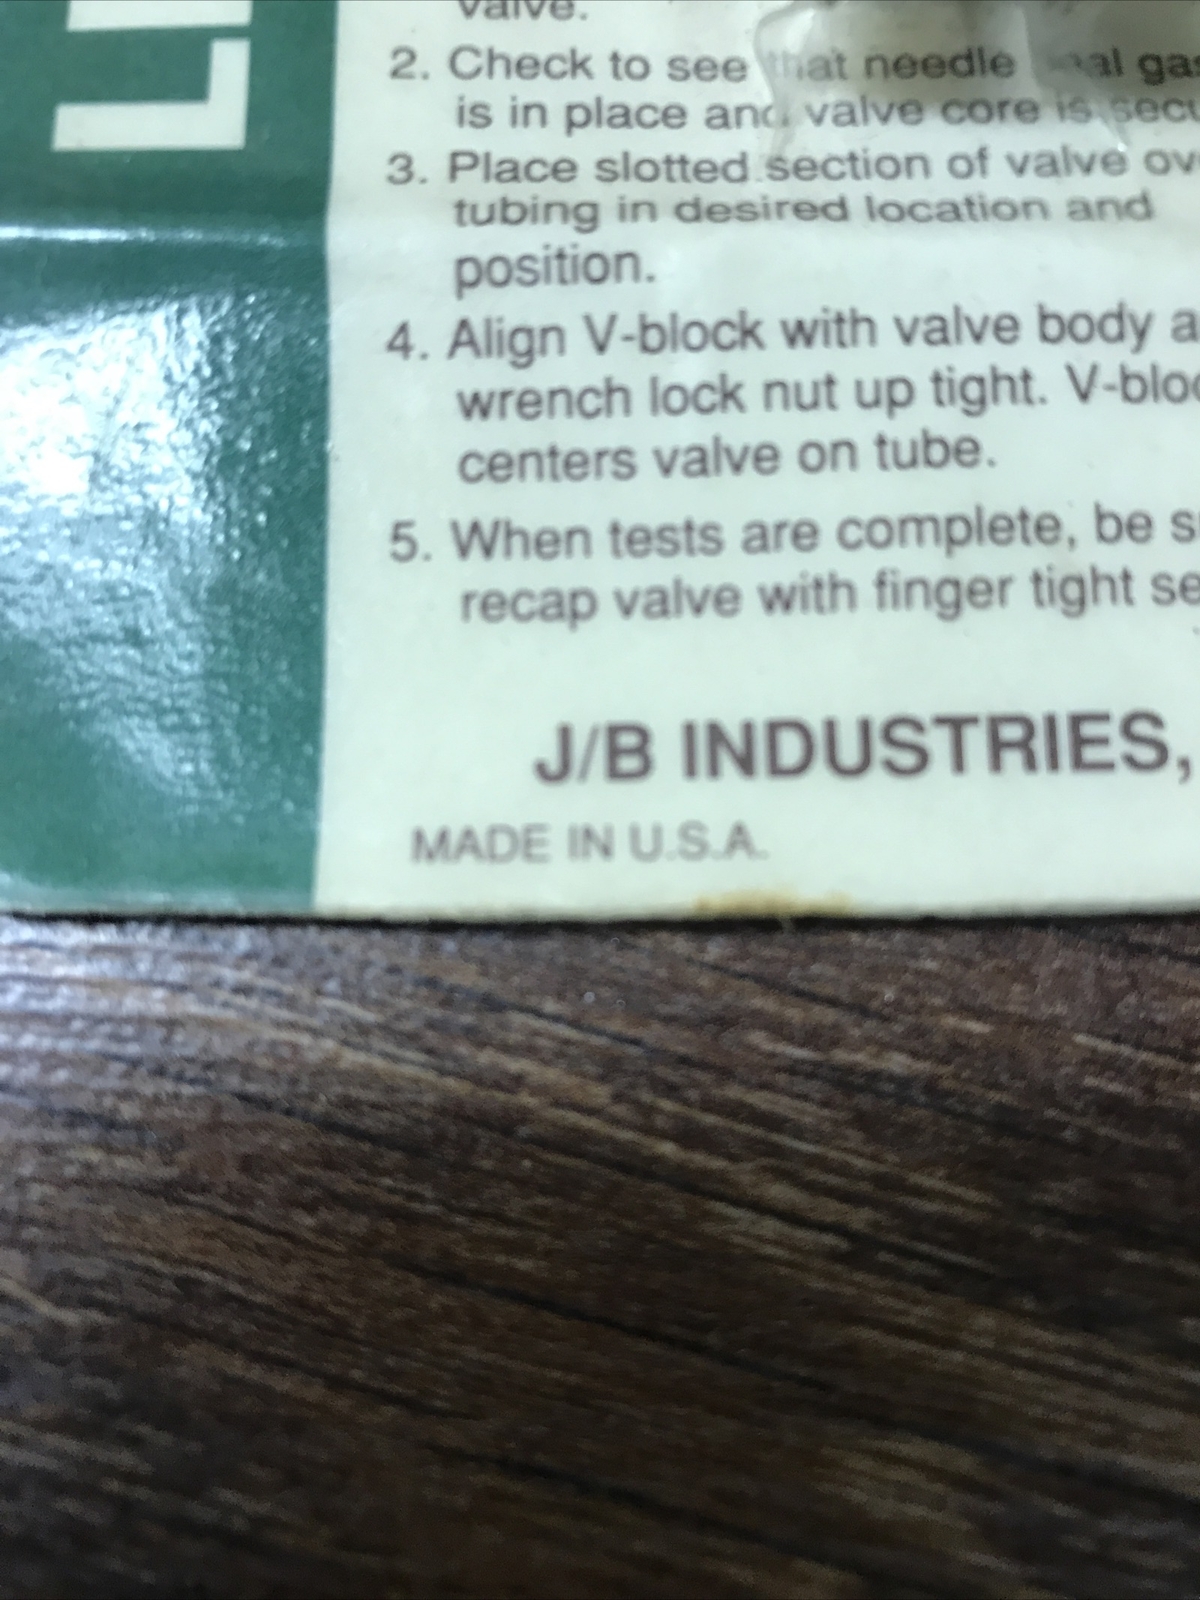 valve.
2. Check to see that needle seal
is in place and valve core is
3. Place slotted section of valve
tubing in desired location and
position.
4. Align V-block with valve body
wrench lock nut up tight.
centers valve on tube.
5. When tests are complete, be
recap valve with finger tight
J/B INDUSTRIES,
MADE IN U.S.A.